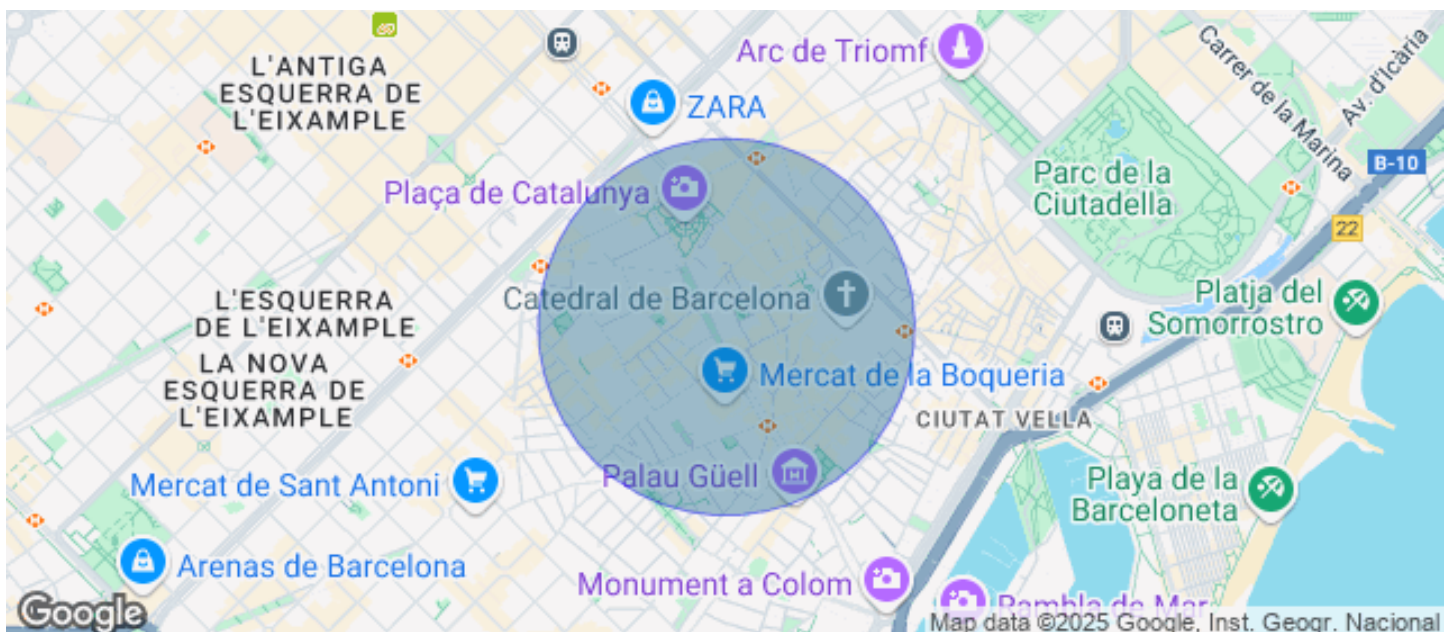 L'ANTIGA
ESQUERRA DE
L'EIXAMPLE
ZARA
Arc de Triomf
Carrer de la Marina
Av. d'Icària
B-10
Plaça de Catalunya
Parc de la
Ciutadella
22
L'ESQUERRA
DE L'EIXAMPLE
Catedral de Barcelona
Platja del
Somorrostro
LA NOVA
ESQUERRA DE
L'EIXAMPLE
Mercat de la Boqueria
CIUTAT VELLA
Mercat de Sant Antoni
Palau Güell
Playa de la
Barceloneta
Arenas de Barcelona
Monument a Colom
Rambla de Mar
Google
Map data ©2025 Google, Inst. Geogr. Nacional